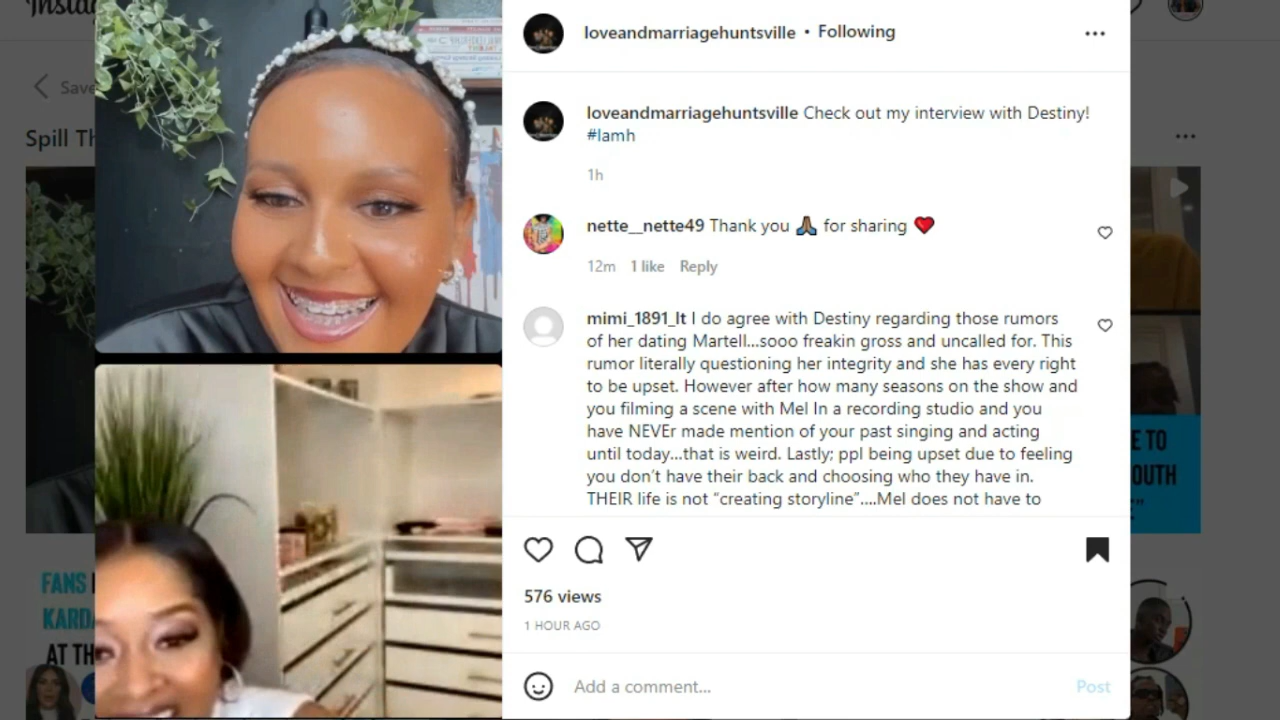 Save
Spill Th
loveandmarriagehuntsville • Following
loveandmarriagehuntsville Check out my interview with Destiny!
#lamh
1h
nette__nette49 Thank you 🙏🏾 for sharing ❤️
12m 1 like Reply
mimi_1891_lt I do agree with Destiny regarding those rumors
of her dating Martell...sooo freakin gross and uncalled for. This
rumor literally questioning her integrity and she has every right
to be upset. However after how many seasons on the show and
you filming a scene with Mel In a recording studio and you
have NEVEr made mention of your past singing and acting
until today...that is weird. Lastly; ppl being upset due to feeling
you don't have their back and choosing who they have in.
THEIR life is not "creating storyline"....Mel does not have to
576 views
1 HOUR AGO
Add a comment...
Post
FANS
KARDA
AT TH
E TO
OUTH